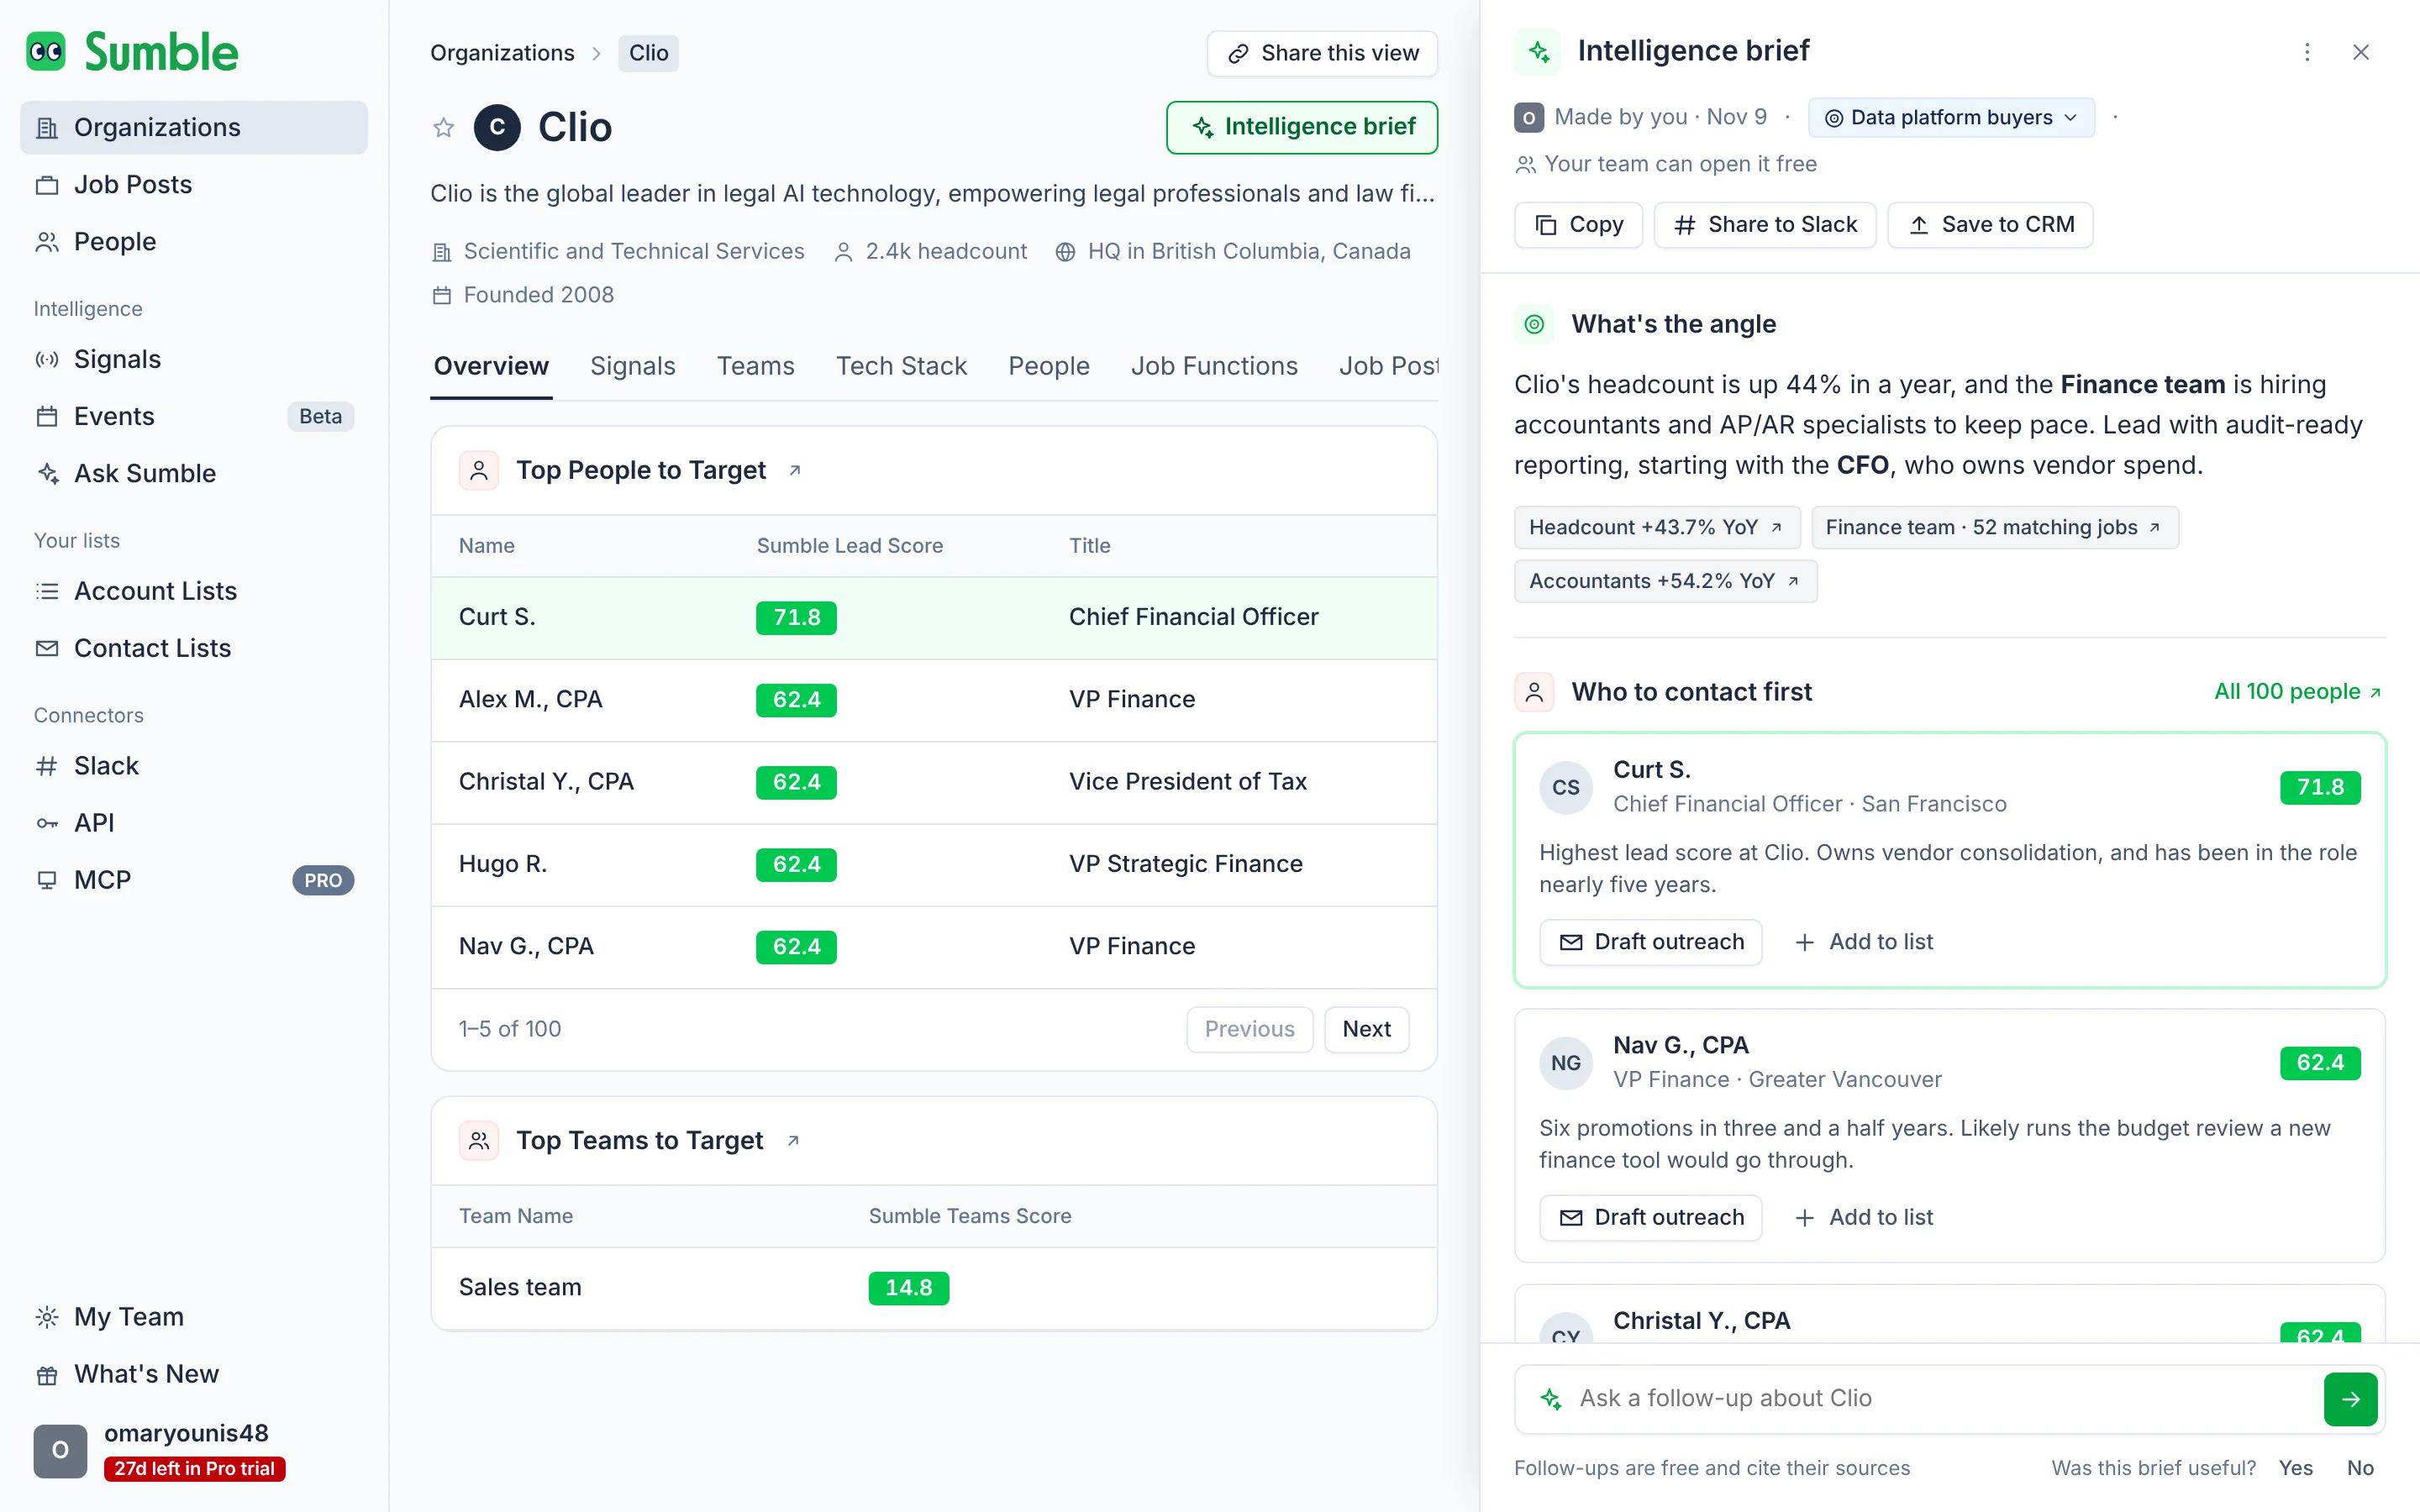 Sumble
Organizations
Job Posts
People
Intelligence
Signals
Events
Beta
Ask Sumble
Your lists
Account Lists
Contact Lists
Connectors
Slack
API
MCP
PRO
My Team
What's New
O
omaryounis48
27d left in Pro trial
Organizations
Clio
Share this view
C
Clio
Intelligence brief
Clio is the global leader in legal AI technology, empowering legal professionals and law fi...
Scientific and Technical Services
2.4k headcount
HQ in British Columbia, Canada
Founded 2008
Overview
Signals
Teams
Tech Stack
People
Job Functions
Job Post
Top People to Target
Name
Sumble Lead Score
Title
Curt S.
71.8
Chief Financial Officer
Alex M., CPA
62.4
VP Finance
Christal Y., CPA
62.4
Vice President of Tax
Hugo R.
62.4
VP Strategic Finance
Nav G., CPA
62.4
VP Finance
1–5 of 100
Previous
Next
Top Teams to Target
Team Name
Sumble Teams Score
Sales team
14.8
Intelligence brief
O
Made by you · Nov 9 ·
Data platform buyers
·
Your team can open it free
Copy
Share to Slack
Save to CRM
What's the angle
Clio's headcount is up 44% in a year, and the Finance team is hiring
accountants and AP/AR specialists to keep pace. Lead with audit-ready
reporting, starting with the CFO, who owns vendor spend.
Headcount +43.7% YoY
Finance team · 52 matching jobs
Accountants +54.2% YoY
Who to contact first
All 100 people
CS
Curt S.
Chief Financial Officer · San Francisco
71.8
Highest lead score at Clio. Owns vendor consolidation, and has been in the role
nearly five years.
Draft outreach
Add to list
NG
Nav G., CPA
VP Finance · Greater Vancouver
62.4
Six promotions in three and a half years. Likely runs the budget review a new
finance tool would go through.
Draft outreach
Add to list
CY
Christal Y., CPA
62.4
Ask a follow-up about Clio
Follow-ups are free and cite their sources
Was this brief useful?
Yes
No